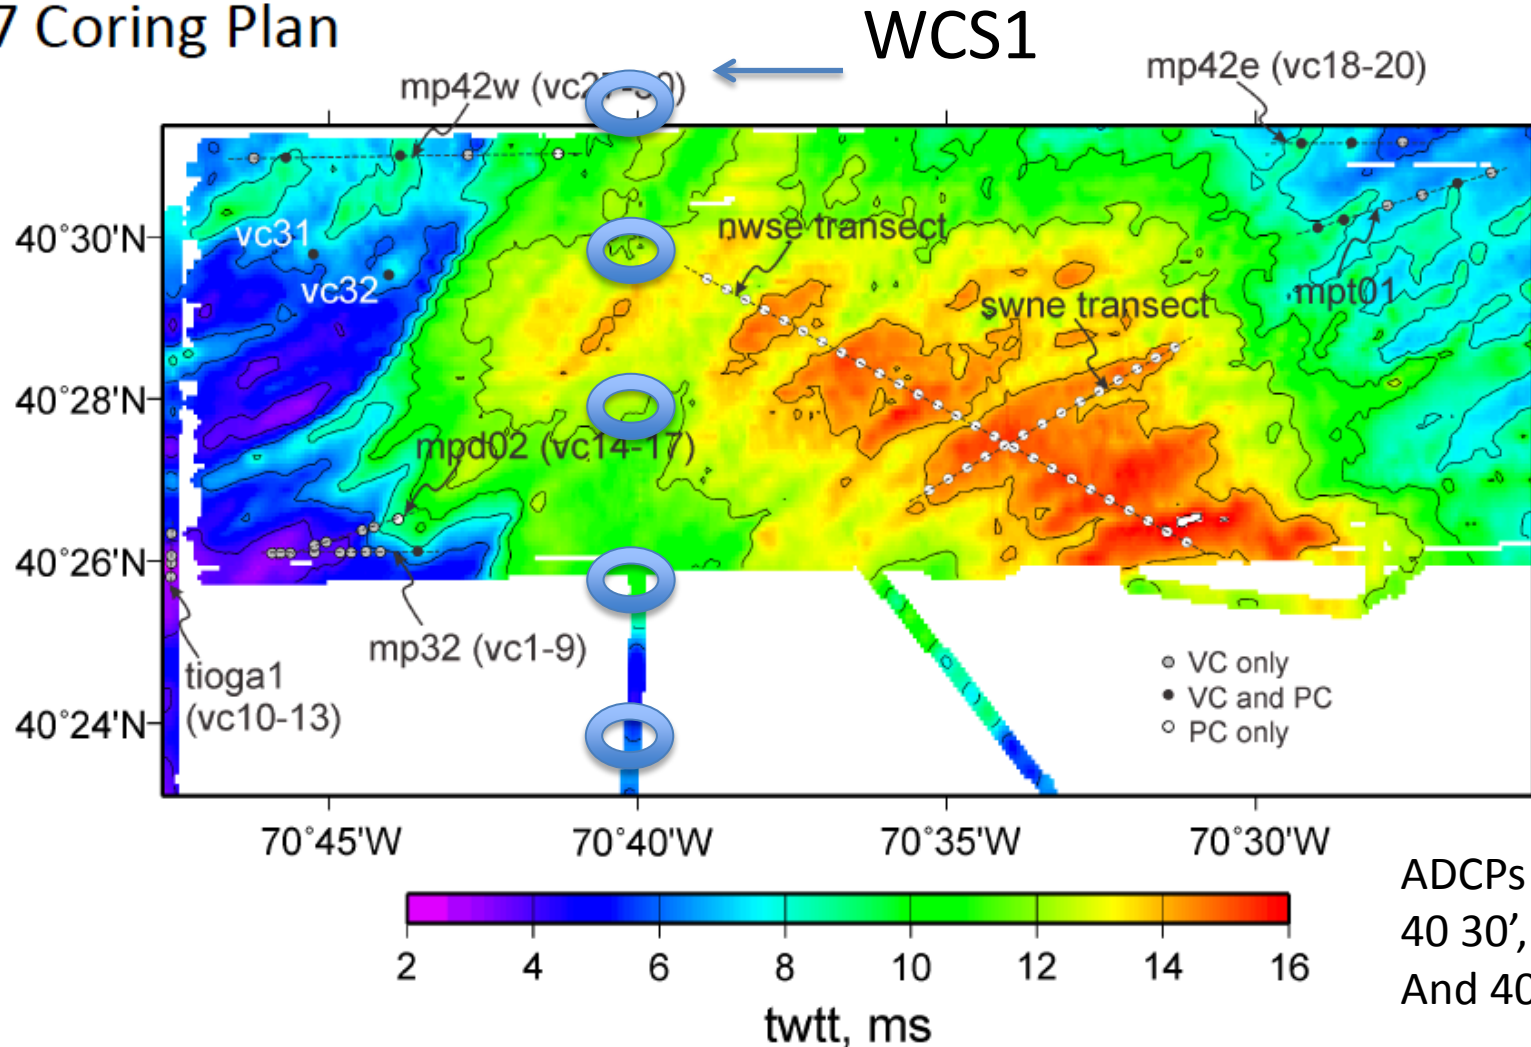 7 Coring Plan
WCS1
mp42w (vc27-30)
mp42e (vc18-20)
40°30'N
vc31
nwse transect
vc32
swne transect
mpt01
40°28'N
mpd02 (vc14-17)
40°26'N
mp32 (vc1-9)
tioga1
(vc10-13)
VC only
VC and PC
PC only
40°24'N
70°45'W 70°40'W 70°35'W 70°30'W
ADCPs
40 30’,
And 40
2 4 6 8 10 12 14 16
twtt, ms